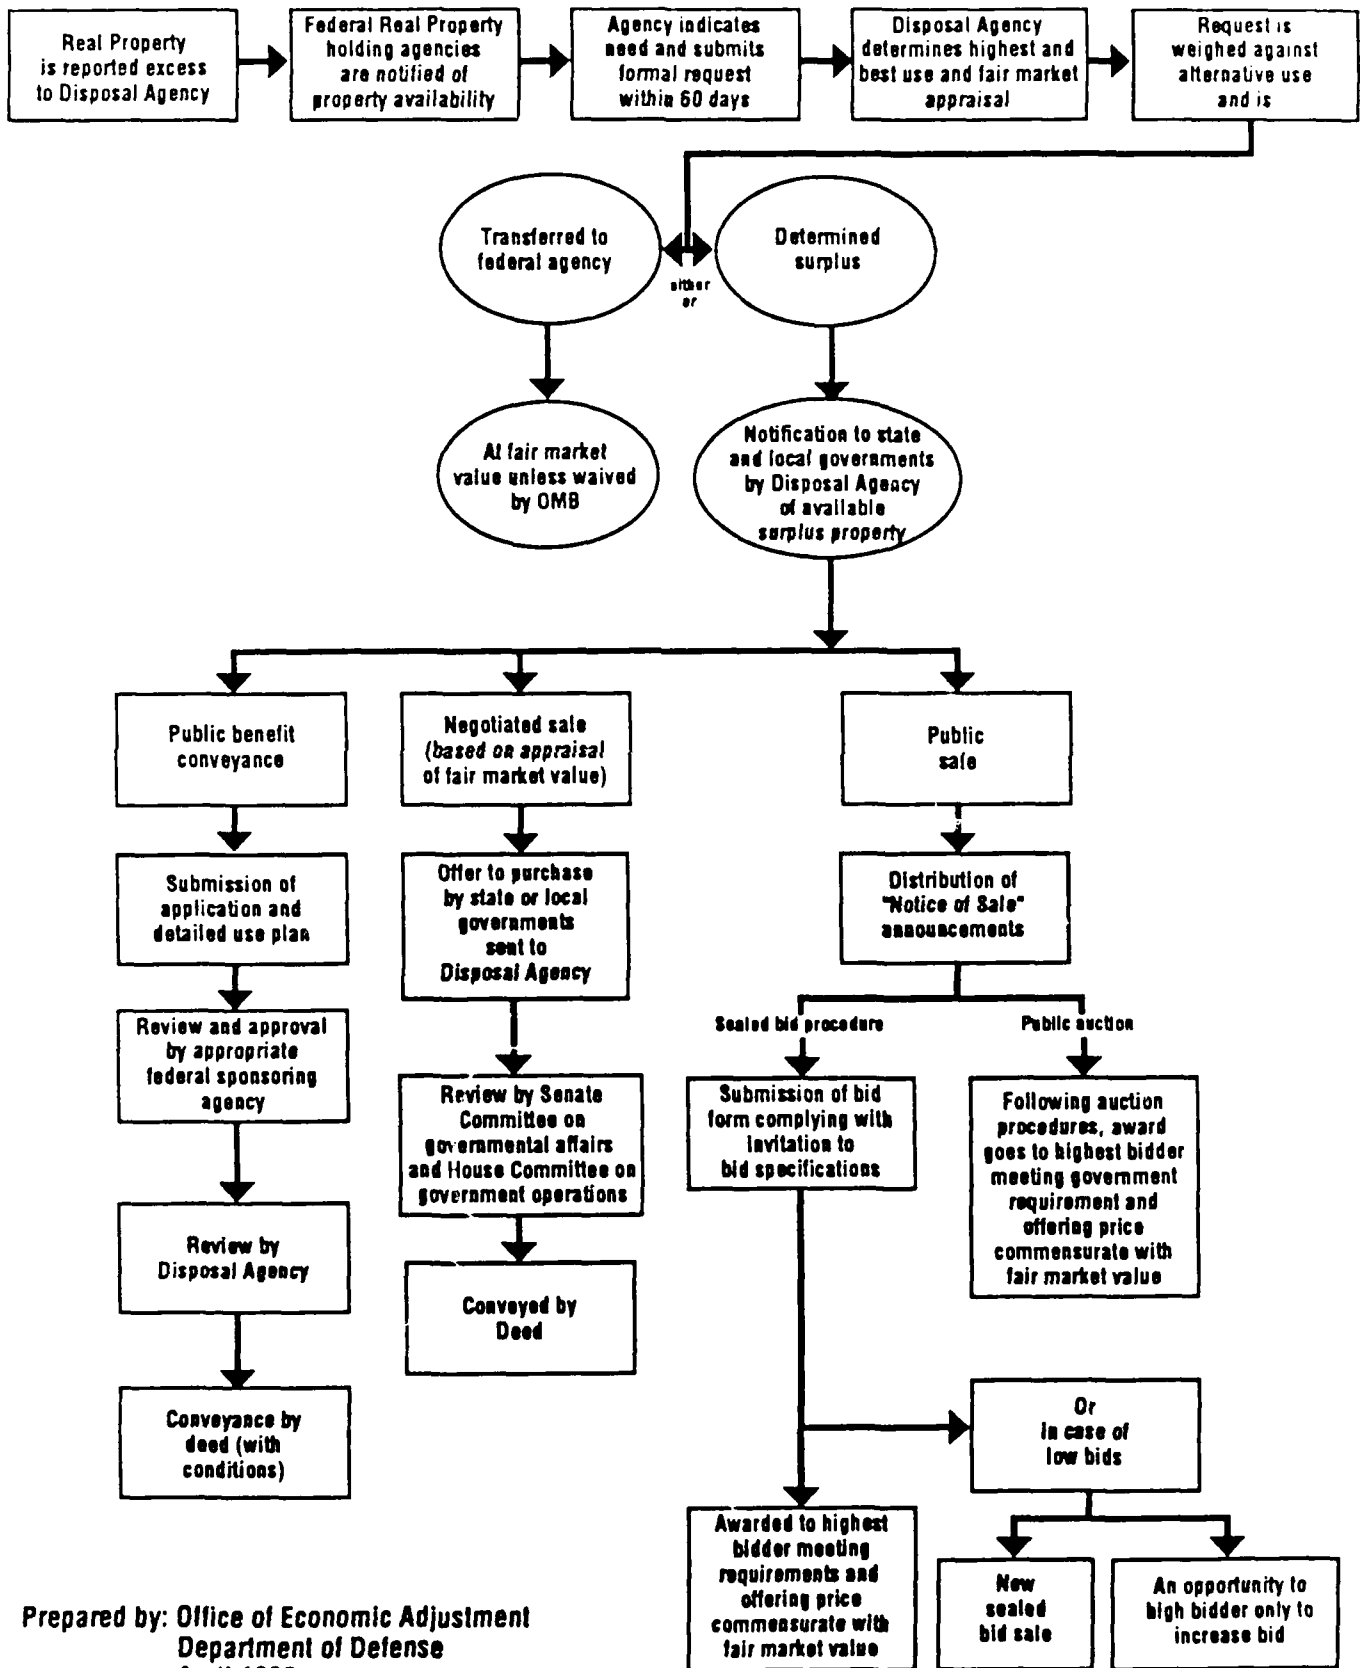 Real Property
is reported excess
to Disposal Agency
Federal Real Property
holding agencies
are notified of
property availability
Agency indicates
need and submits
formal request
within 60 days
Disposal Agency
determines highest and
best use and fair market
appraisal
Request is
weighed against
alternative use
and is
Transferred to
federal agency
either
or
Determined
surplus
At fair market
value unless waived
by OMB
Notification to state
and local governments
by Disposal Agency
of available
surplus property
Public benefit
conveyance
Negotiated sale
(based on appraisal
of fair market value)
Public
sale
Submission of
application and
detailed use plan
Offer to purchase
by state or local
governments
sent to
Disposal Agency
Distribution of
"Notice of Sale"
announcements
Review and approval
by appropriate
federal sponsoring
agency
Review by Senate
Committee on
governmental affairs
and House Committee on
government operations
Sealed bid procedure
Public auction
Submission of bid
form complying with
invitation to
bid specifications
Following auction
procedures, award
goes to highest bidder
meeting government
requirement and
offering price
commensurate with
fair market value
Review by
Disposal Agency
Conveyed by
Deed
Conveyance by
deed (with
conditions)
Or
in case of
low bids
Awarded to highest
bidder meeting
requirements and
offering price
commensurate with
fair market value
New
sealed
bid sale
An opportunity to
high bidder only to
increase bid
Prepared by: Office of Economic Adjustment
Department of Defense